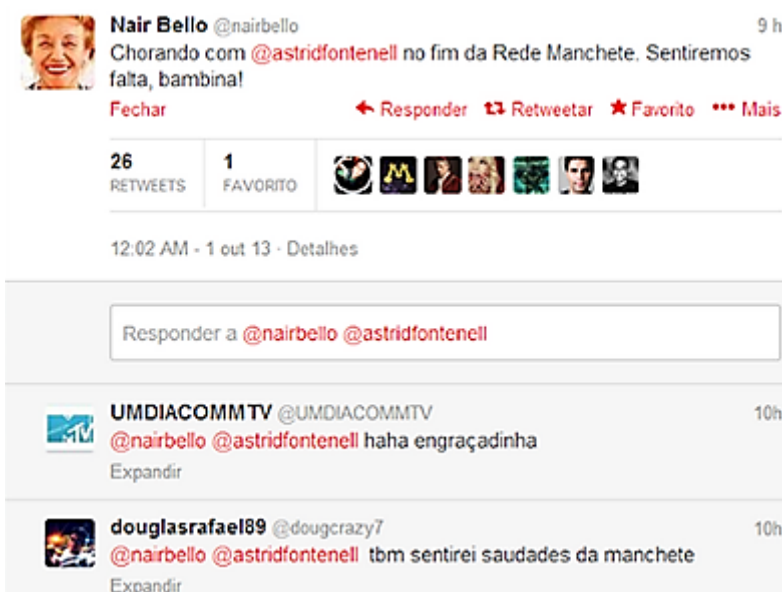 Nair Bello @nairbello 9 h
Chorando com @astridfontenell no fim da Rede Manchete. Sentiremos
falta, bambina!
Fechar Responder Retweetar Favorito Mais
26 1
RETWEETS FAVORITO
12:02 AM - 1 out 13 · Detalhes
Responder a @nairbello @astridfontenell
UMDIACOMMTV @UMDIACOMMTV 10h
@nairbello @astridfontenell haha engraçadinha
Expandir
douglasrafael89 @dougcrazy7 10h
@nairbello @astridfontenell tbm sentirei saudades da manchete
Expandir